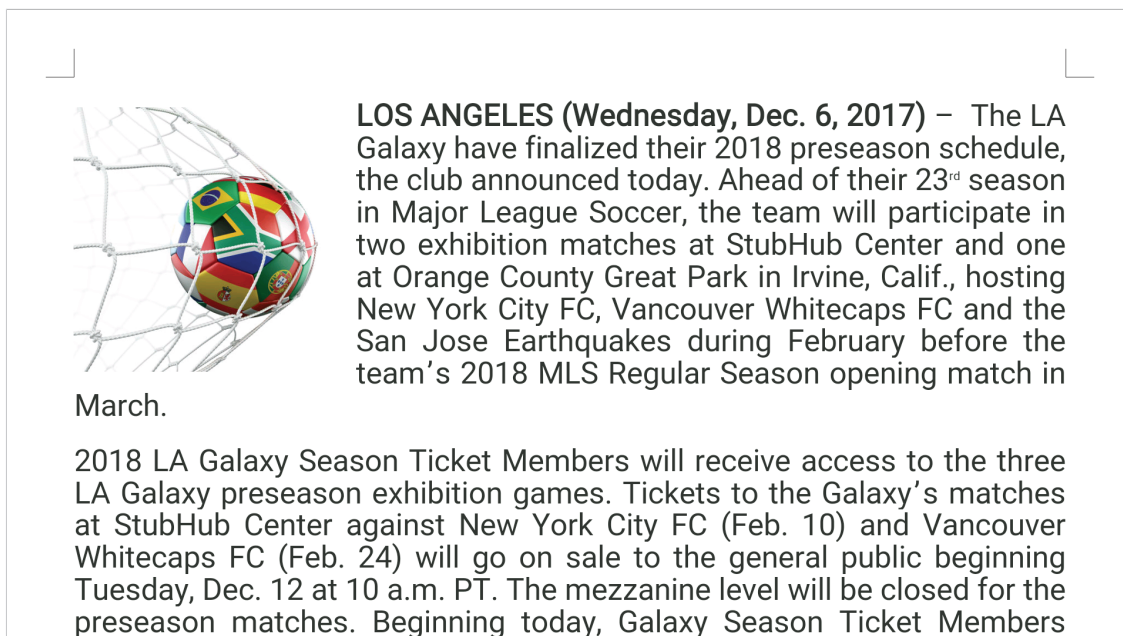 LOS ANGELES (Wednesday, Dec. 6, 2017) – The LA
Galaxy have finalized their 2018 preseason schedule,
the club announced today. Ahead of their 23rd season
in Major League Soccer, the team will participate in
two exhibition matches at StubHub Center and one
at Orange County Great Park in Irvine, Calif., hosting
New York City FC, Vancouver Whitecaps FC and the
San Jose Earthquakes during February before the
team’s 2018 MLS Regular Season opening match in
March.
2018 LA Galaxy Season Ticket Members will receive access to the three
LA Galaxy preseason exhibition games. Tickets to the Galaxy’s matches
at StubHub Center against New York City FC (Feb. 10) and Vancouver
Whitecaps FC (Feb. 24) will go on sale to the general public beginning
Tuesday, Dec. 12 at 10 a.m. PT. The mezzanine level will be closed for the
preseason matches. Beginning today, Galaxy Season Ticket Members